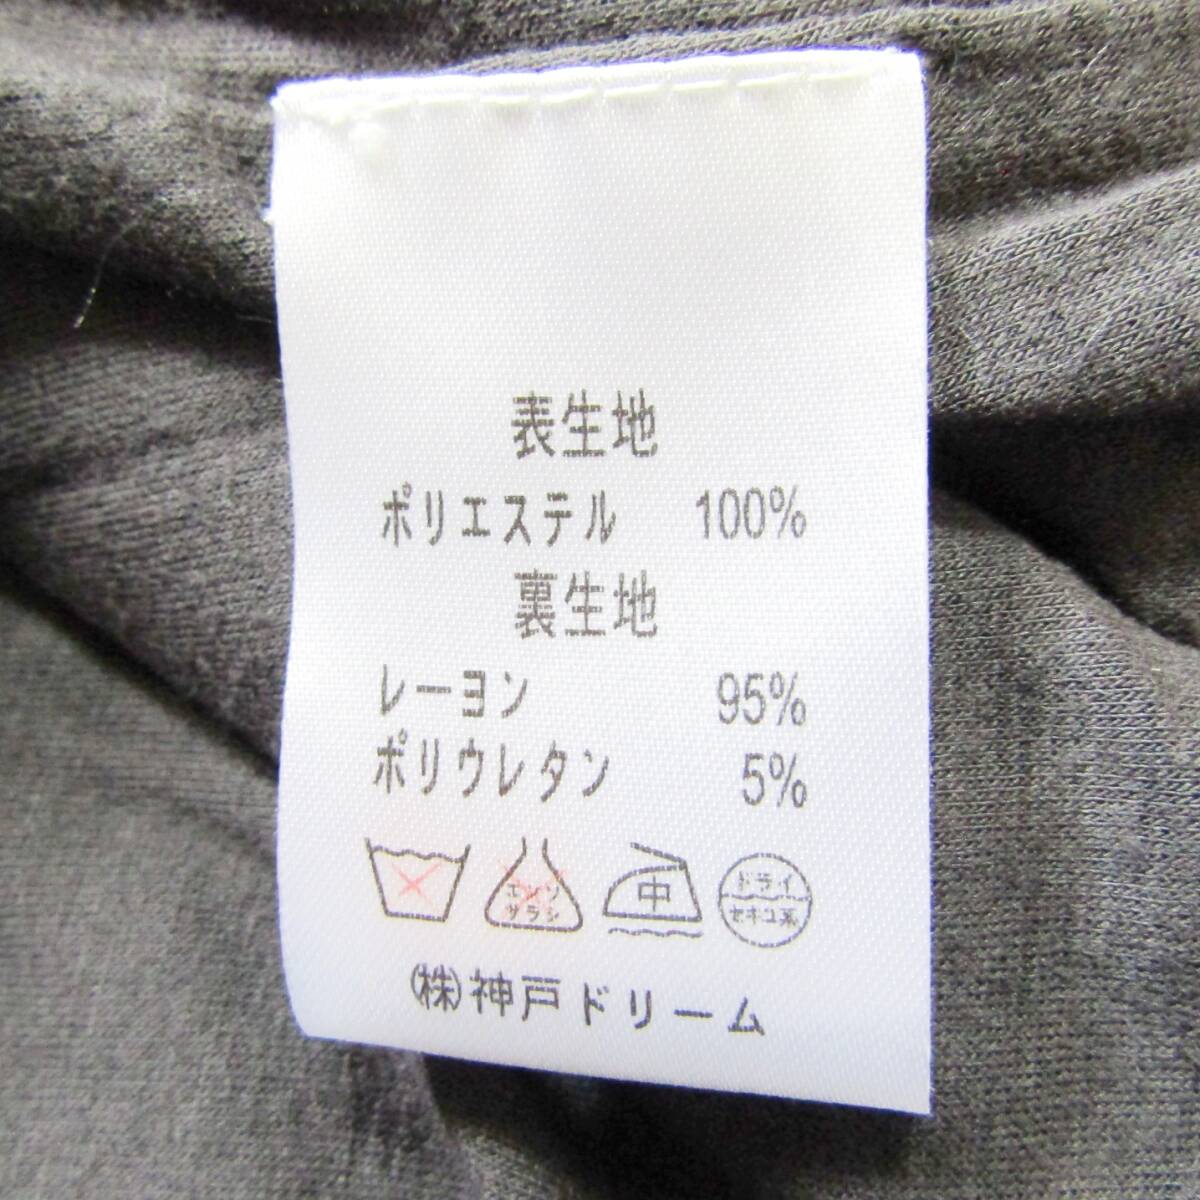 表生地
ポリエステル 100%
裏生地
レーヨン 95%
ポリウレタン 5%
エンソ
サラシ
中
ドライ
セキユ系
(株)神戸ドリーム